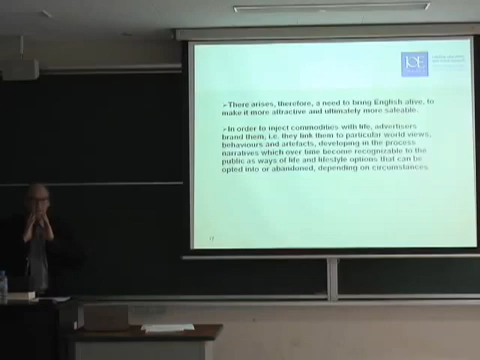 IOE
➢There arises, therefore, a need to bring English alive, to
make it more attractive and ultimately more saleable.
➢In order to inject commodities with life, advertisers
brand them, i.e. they link them to particular world views,
behaviours and artefacts, developing in the process
narratives which over time become recognizable to the
public as ways of life and lifestyle options that can be
opted into or abandoned, depending on circumstances.